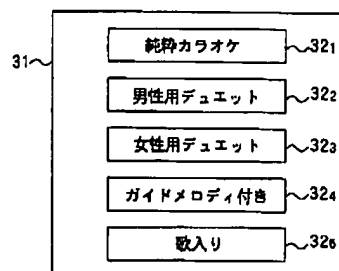 31
純粋カラオケ 321
男性用デュエット 322
女性用デュエット 323
ガイドメロディ付き 324
歌入り 325